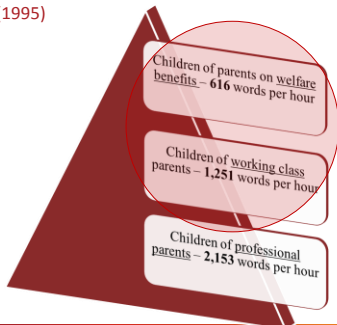 (1995)
Children of parents on welfare
benefits – 616 words per hour
Children of working class
parents – 1,251 words per hour
Children of professional
parents – 2,153 words per hour